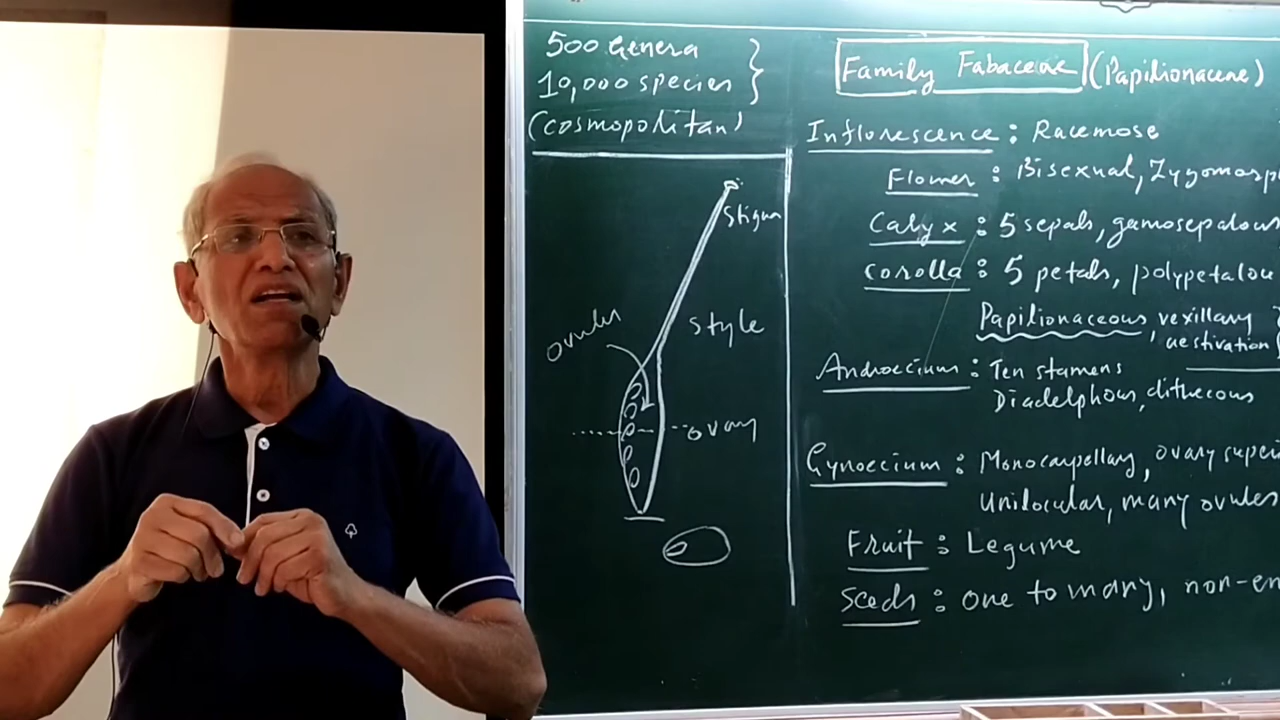 500 Genera
10,000 species
(cosmopolitan)
Stigma
style
ovules
ovary
Family Fabaceae (Papilionaceae)
Inflorescence : Racemose
Flower : Bisexual, Zygomorp
Calyx : 5 sepals, gamosepalous
Corolla : 5 petals, polypetalou
Papilionaceous, vexillary
aestivation
Androecium : Ten stamens
Diadelphous, dithecous
Gynoecium : Monocarpellary, ovary superi
Unilocular, many ovules
Fruit : Legume
Seeds : one to many, non-en